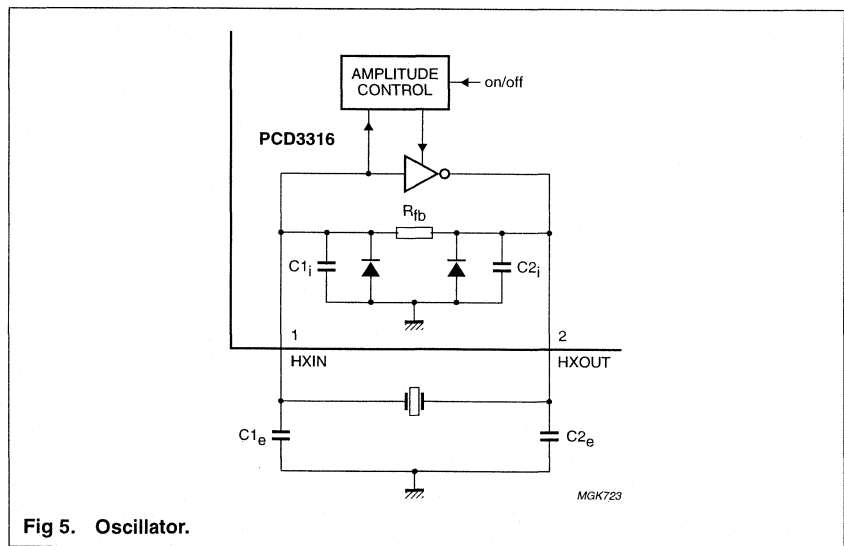 AMPLITUDE
CONTROL
on/off
PCD3316
Rfb
C1i
C2i
1
2
HXIN
HXOUT
C1e
C2e
MGK723
Fig 5. Oscillator.